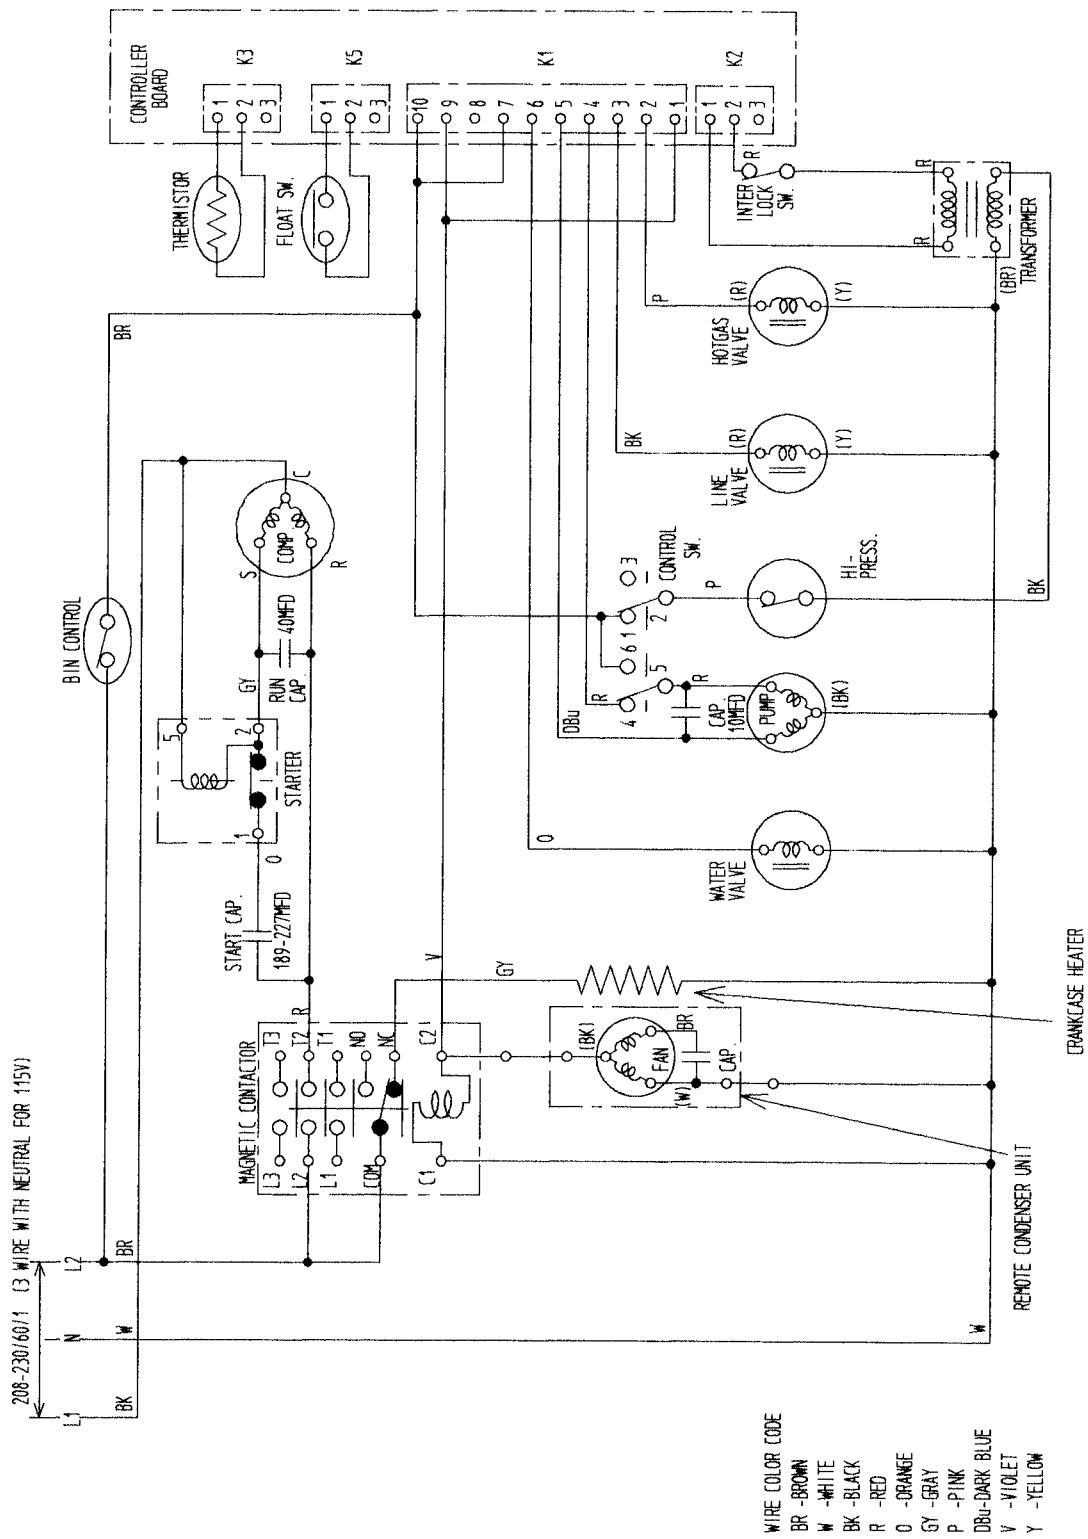 208-230/60/1 (3 WIRE WITH NEUTRAL FOR 115V)
L1
N
L2
BK
W
BR
BIN CONTROL
BR
CONTROLLER
BOARD
K3
1
2
3
K5
1
2
3
K1
10
9
8
7
6
5
4
3
2
1
K2
1
2
3
THERMISTOR
FLOAT SW.
INTER
LOCK
SW.
R
R
R
(BR)
TRANSFORMER
STARTER
5
2
1
GY
O
RUN
CAP.
40MFD
COMP.
C
S
R
START CAP.
189-227MFD
R
MAGNETIC CONTACTOR
L3
L2
L1
COM
C1
T3
T2
T1
NO
NC
C2
V
GY
HOTGAS
VALVE
P
(R)
(Y)
LINE
VALVE
BK
(R)
(Y)
CONTROL
SW.
3
1
2
6
5
4
P
HI-
PRESS.
BK
R
R
DBu
CAP.
10MFD
PUMP
(BK)
WATER
VALVE
O
(BK)
FAN
BR
(W)
CAP.
CRANKCASE HEATER
REMOTE CONDENSER UNIT
W
WIRE COLOR CODE
BR -BROWN
W -WHITE
BK -BLACK
R -RED
O -ORANGE
GY -GRAY
P -PINK
DBu-DARK BLUE
V -VIOLET
Y -YELLOW